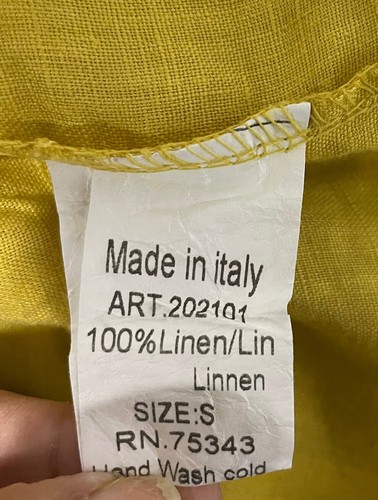 Made in italy
ART.202101
100%Linen/Lin
Linnen
SIZE:S
RN.75343
Hand Wash cold